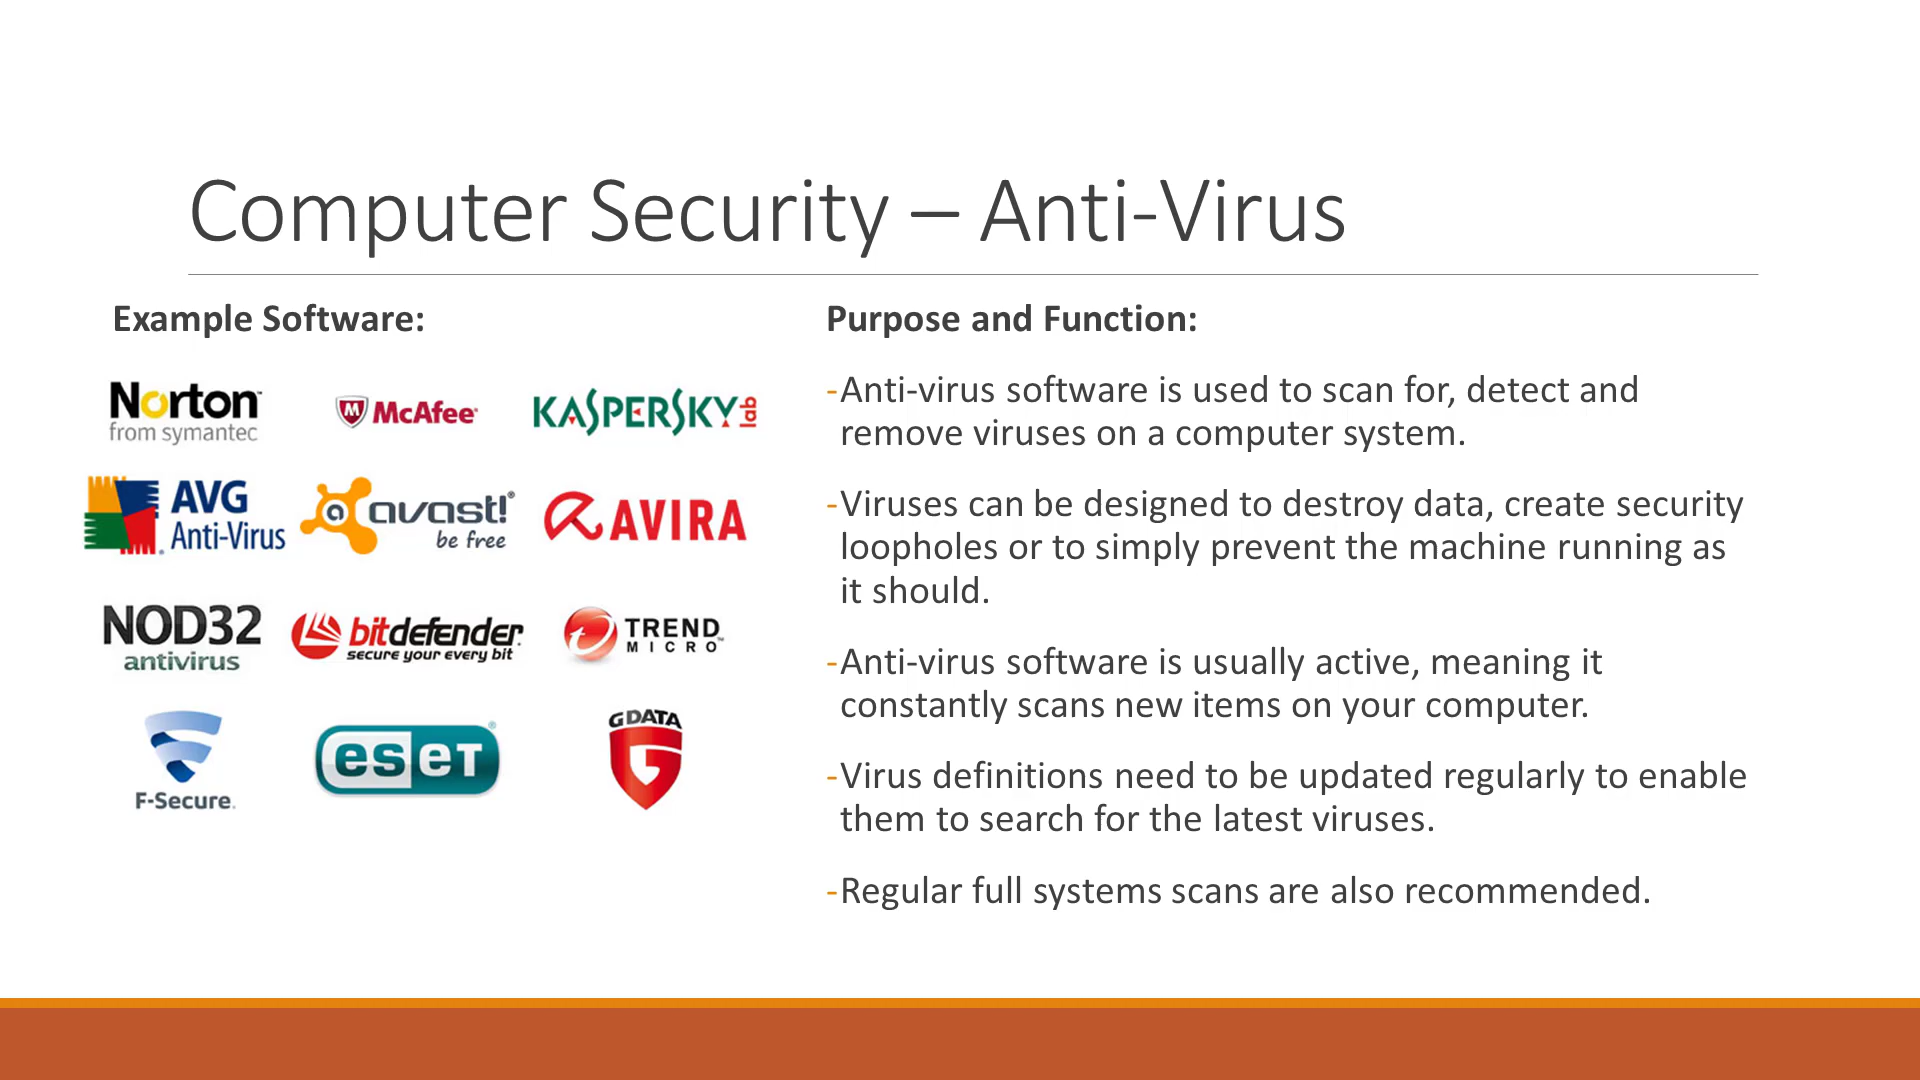 Computer Security – Anti-Virus
Example Software:
Norton
from symantec
McAfee
KASPERSKY lab
AVG
Anti-Virus
avast!
be free
AVIRA
NOD32
antivirus
bitdefender
secure your every bit
TREND
MICRO
F-Secure.
eset
G DATA
Purpose and Function:
-Anti-virus software is used to scan for, detect and
remove viruses on a computer system.
-Viruses can be designed to destroy data, create security
loopholes or to simply prevent the machine running as
it should.
-Anti-virus software is usually active, meaning it
constantly scans new items on your computer.
-Virus definitions need to be updated regularly to enable
them to search for the latest viruses.
-Regular full systems scans are also recommended.